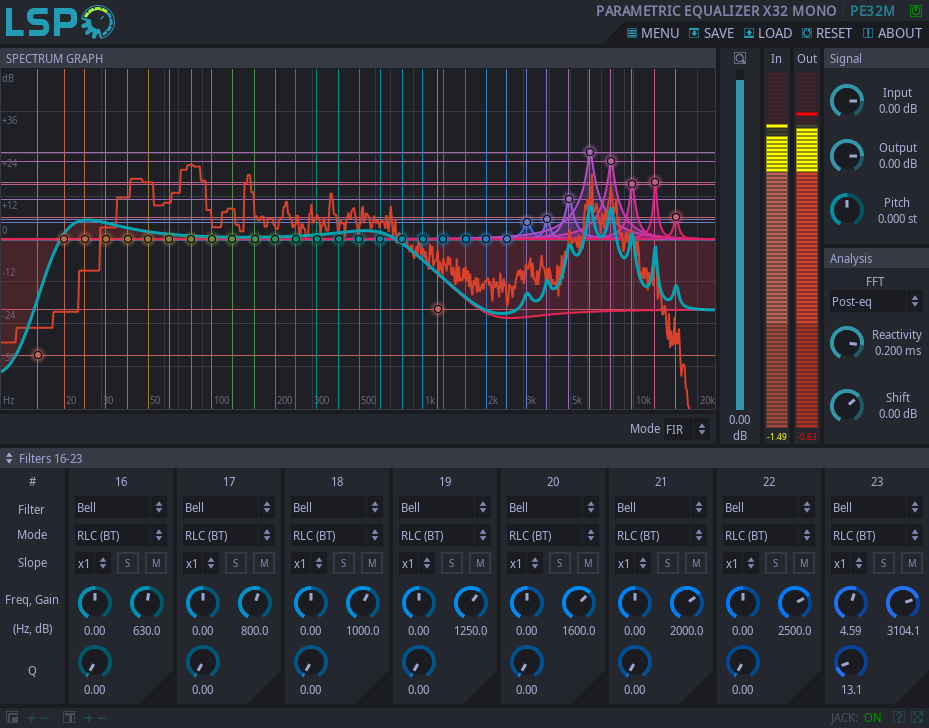 LSP
PARAMETRIC EQUALIZER X32 MONO PE32M
MENU SAVE LOAD RESET ABOUT
SPECTRUM GRAPH
In Out
Signal
dB
+36
+24
+12
0
-12
-24
-36
Hz 20 30 50 100 200 300 500 1k 2k 3k 5k 10k 20k
Input
0.00 dB
Output
0.00 dB
Pitch
0.000 st
Analysis
FFT
Post-eq
Reactivity
0.200 ms
Shift
0.00 dB
0.00
dB
-1.49 -0.63
Mode FIR
Filters 16-23
# 16 17 18 19 20 21 22 23
Filter Bell Bell Bell Bell Bell Bell Bell Bell
Mode RLC (BT) RLC (BT) RLC (BT) RLC (BT) RLC (BT) RLC (BT) RLC (BT) RLC (BT)
Slope x1 S M x1 S M x1 S M x1 S M x1 S M x1 S M x1 S M x1 S M
Freq, Gain
(Hz, dB) 0.00 630.0 0.00 800.0 0.00 1000.0 0.00 1250.0 0.00 1600.0 0.00 2000.0 0.00 2500.0 4.59 3104.1
Q
0.00 0.00 0.00 0.00 0.00 0.00 0.00 13.1
JACK: ON